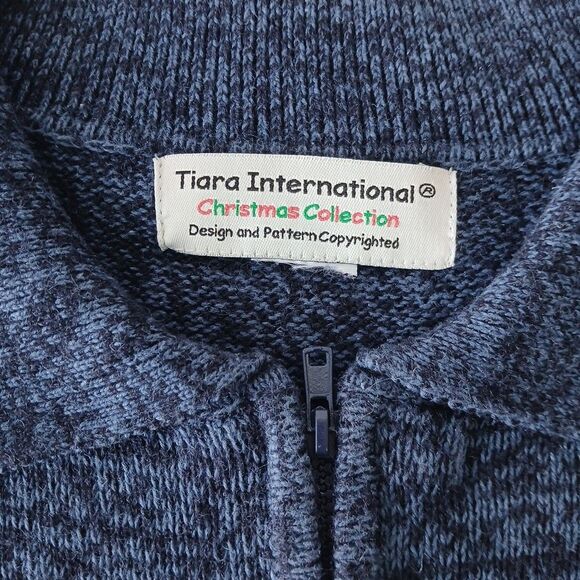 Tiara International®
Christmas Collection
Design and Pattern Copyrighted